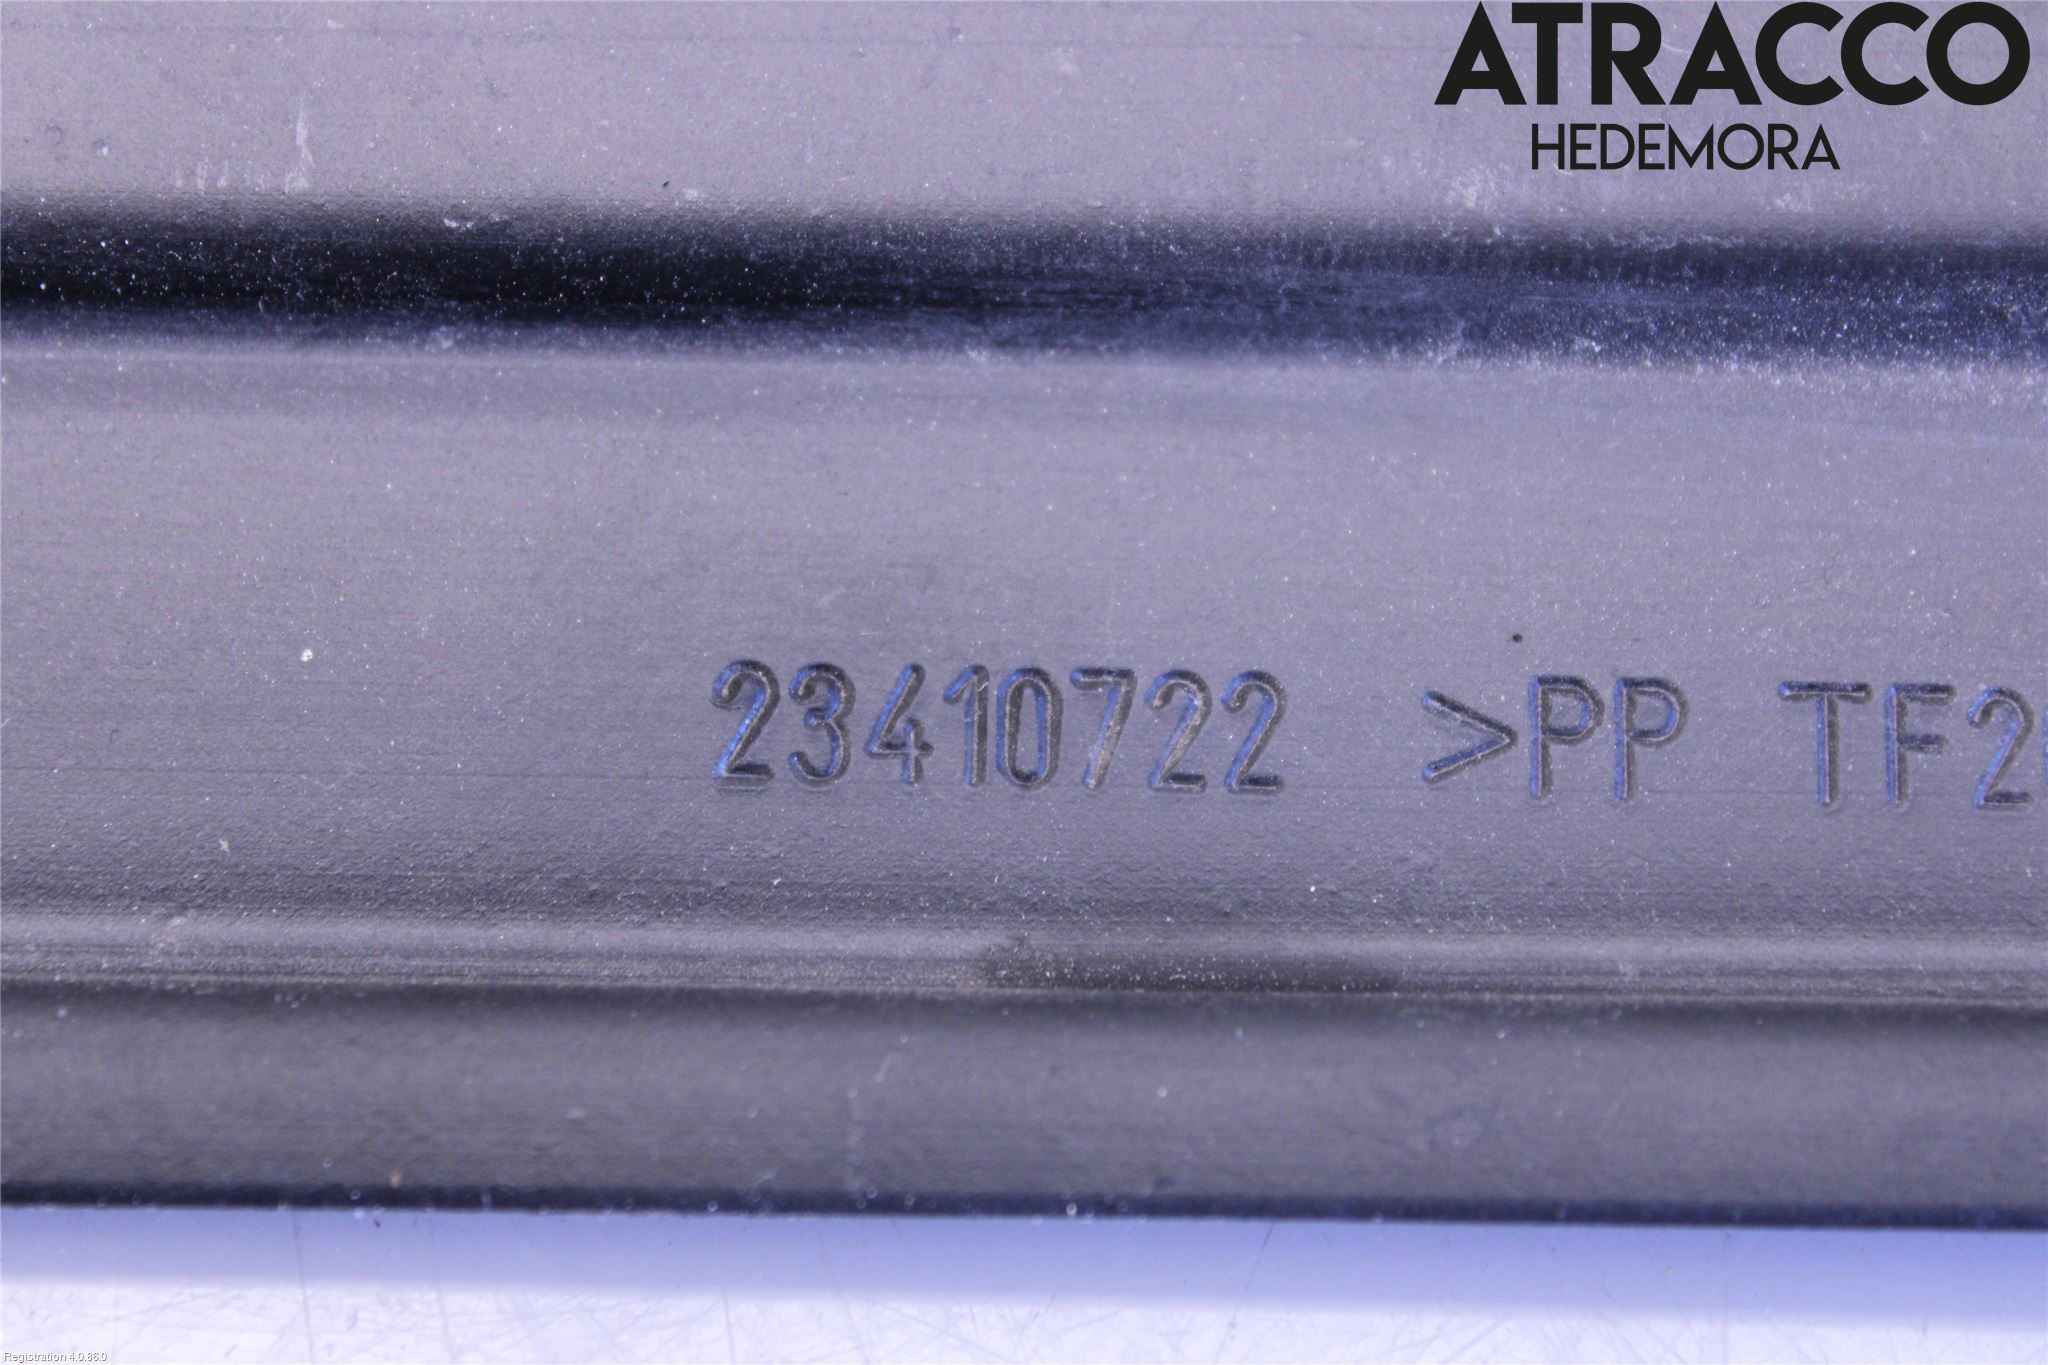 ATRACCO
HEDEMORA
23410722 >PP TF2
Registration 4.0.86.0